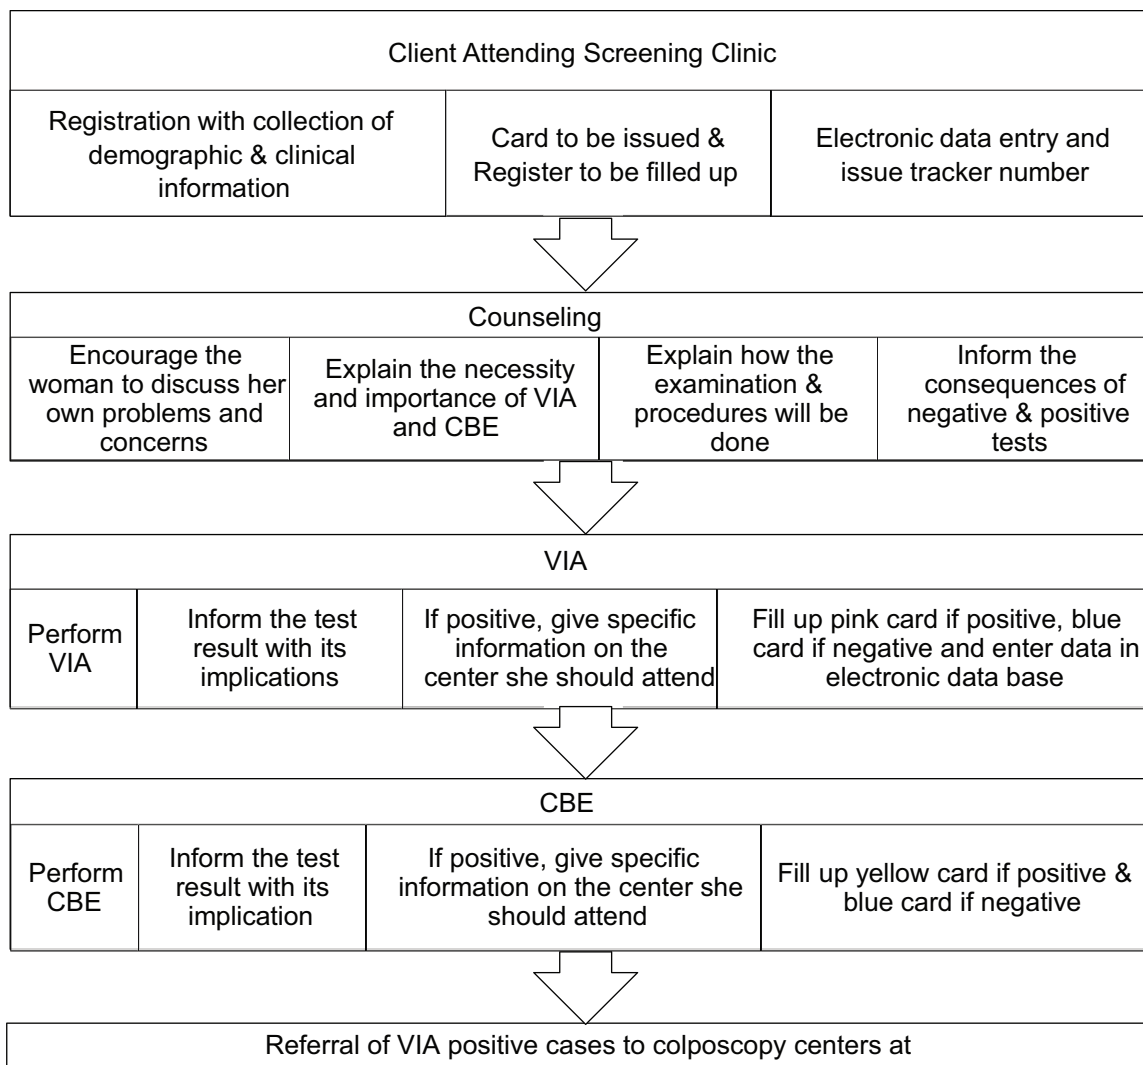 Client Attending Screening Clinic
Registration with collection of
demographic & clinical
information
Card to be issued &
Register to be filled up
Electronic data entry and
issue tracker number
Counseling
Encourage the
woman to discuss her
own problems and
concerns
Explain the necessity
and importance of VIA
and CBE
Explain how the
examination &
procedures will be
done
Inform the
consequences of
negative & positive
tests
VIA
Perform
VIA
Inform the test
result with its
implications
If positive, give specific
information on the
center she should attend
Fill up pink card if positive, blue
card if negative and enter data in
electronic data base
CBE
Perform
CBE
Inform the test
result with its
implication
If positive, give specific
information on the center she
should attend
Fill up yellow card if positive &
blue card if negative
Referral of VIA positive cases to colposcopy centers at